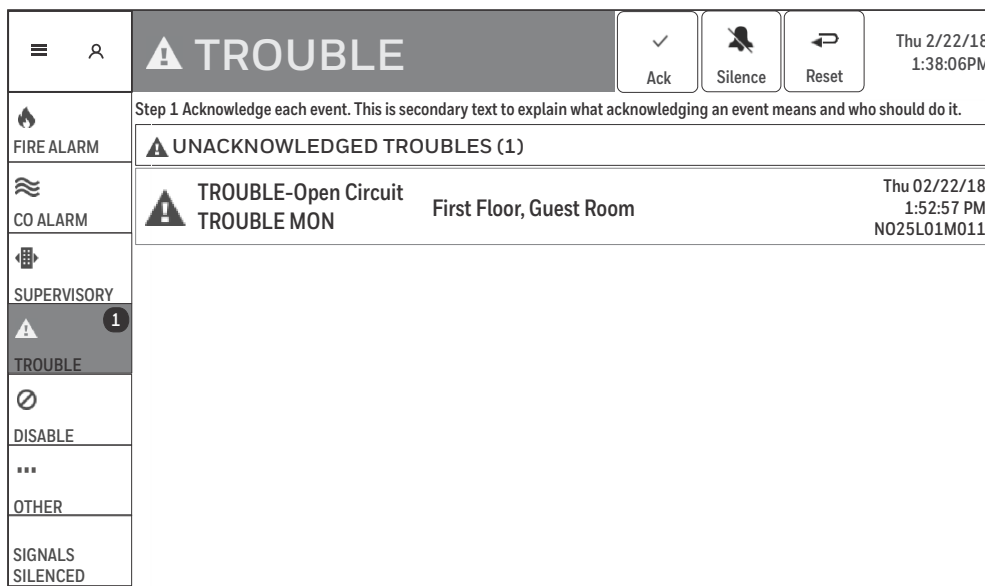 TROUBLE
Ack
Silence
Reset
Thu 2/22/18
1:38:06PM
Step 1 Acknowledge each event. This is secondary text to explain what acknowledging an event means and who should do it.
FIRE ALARM
UNACKNOWLEDGED TROUBLES (1)
CO ALARM
TROUBLE-Open Circuit
TROUBLE MON
First Floor, Guest Room
Thu 02/22/18
1:52:57 PM
N025L01M011
SUPERVISORY
1
TROUBLE
DISABLE
OTHER
SIGNALS
SILENCED